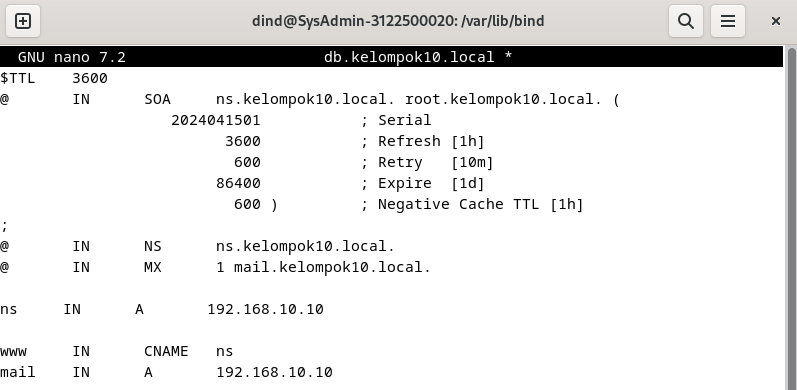 dind@SysAdmin-3122500020: /var/lib/bind
GNU nano 7.2 db.kelompok10.local *
$TTL 3600
@ IN SOA ns.kelompok10.local. root.kelompok10.local. (
2024041501 ; Serial
3600 ; Refresh [1h]
600 ; Retry [10m]
86400 ; Expire [1d]
600 ) ; Negative Cache TTL [1h]
;
@ IN NS ns.kelompok10.local.
@ IN MX 1 mail.kelompok10.local.
ns IN A 192.168.10.10
www IN CNAME ns
mail IN A 192.168.10.10